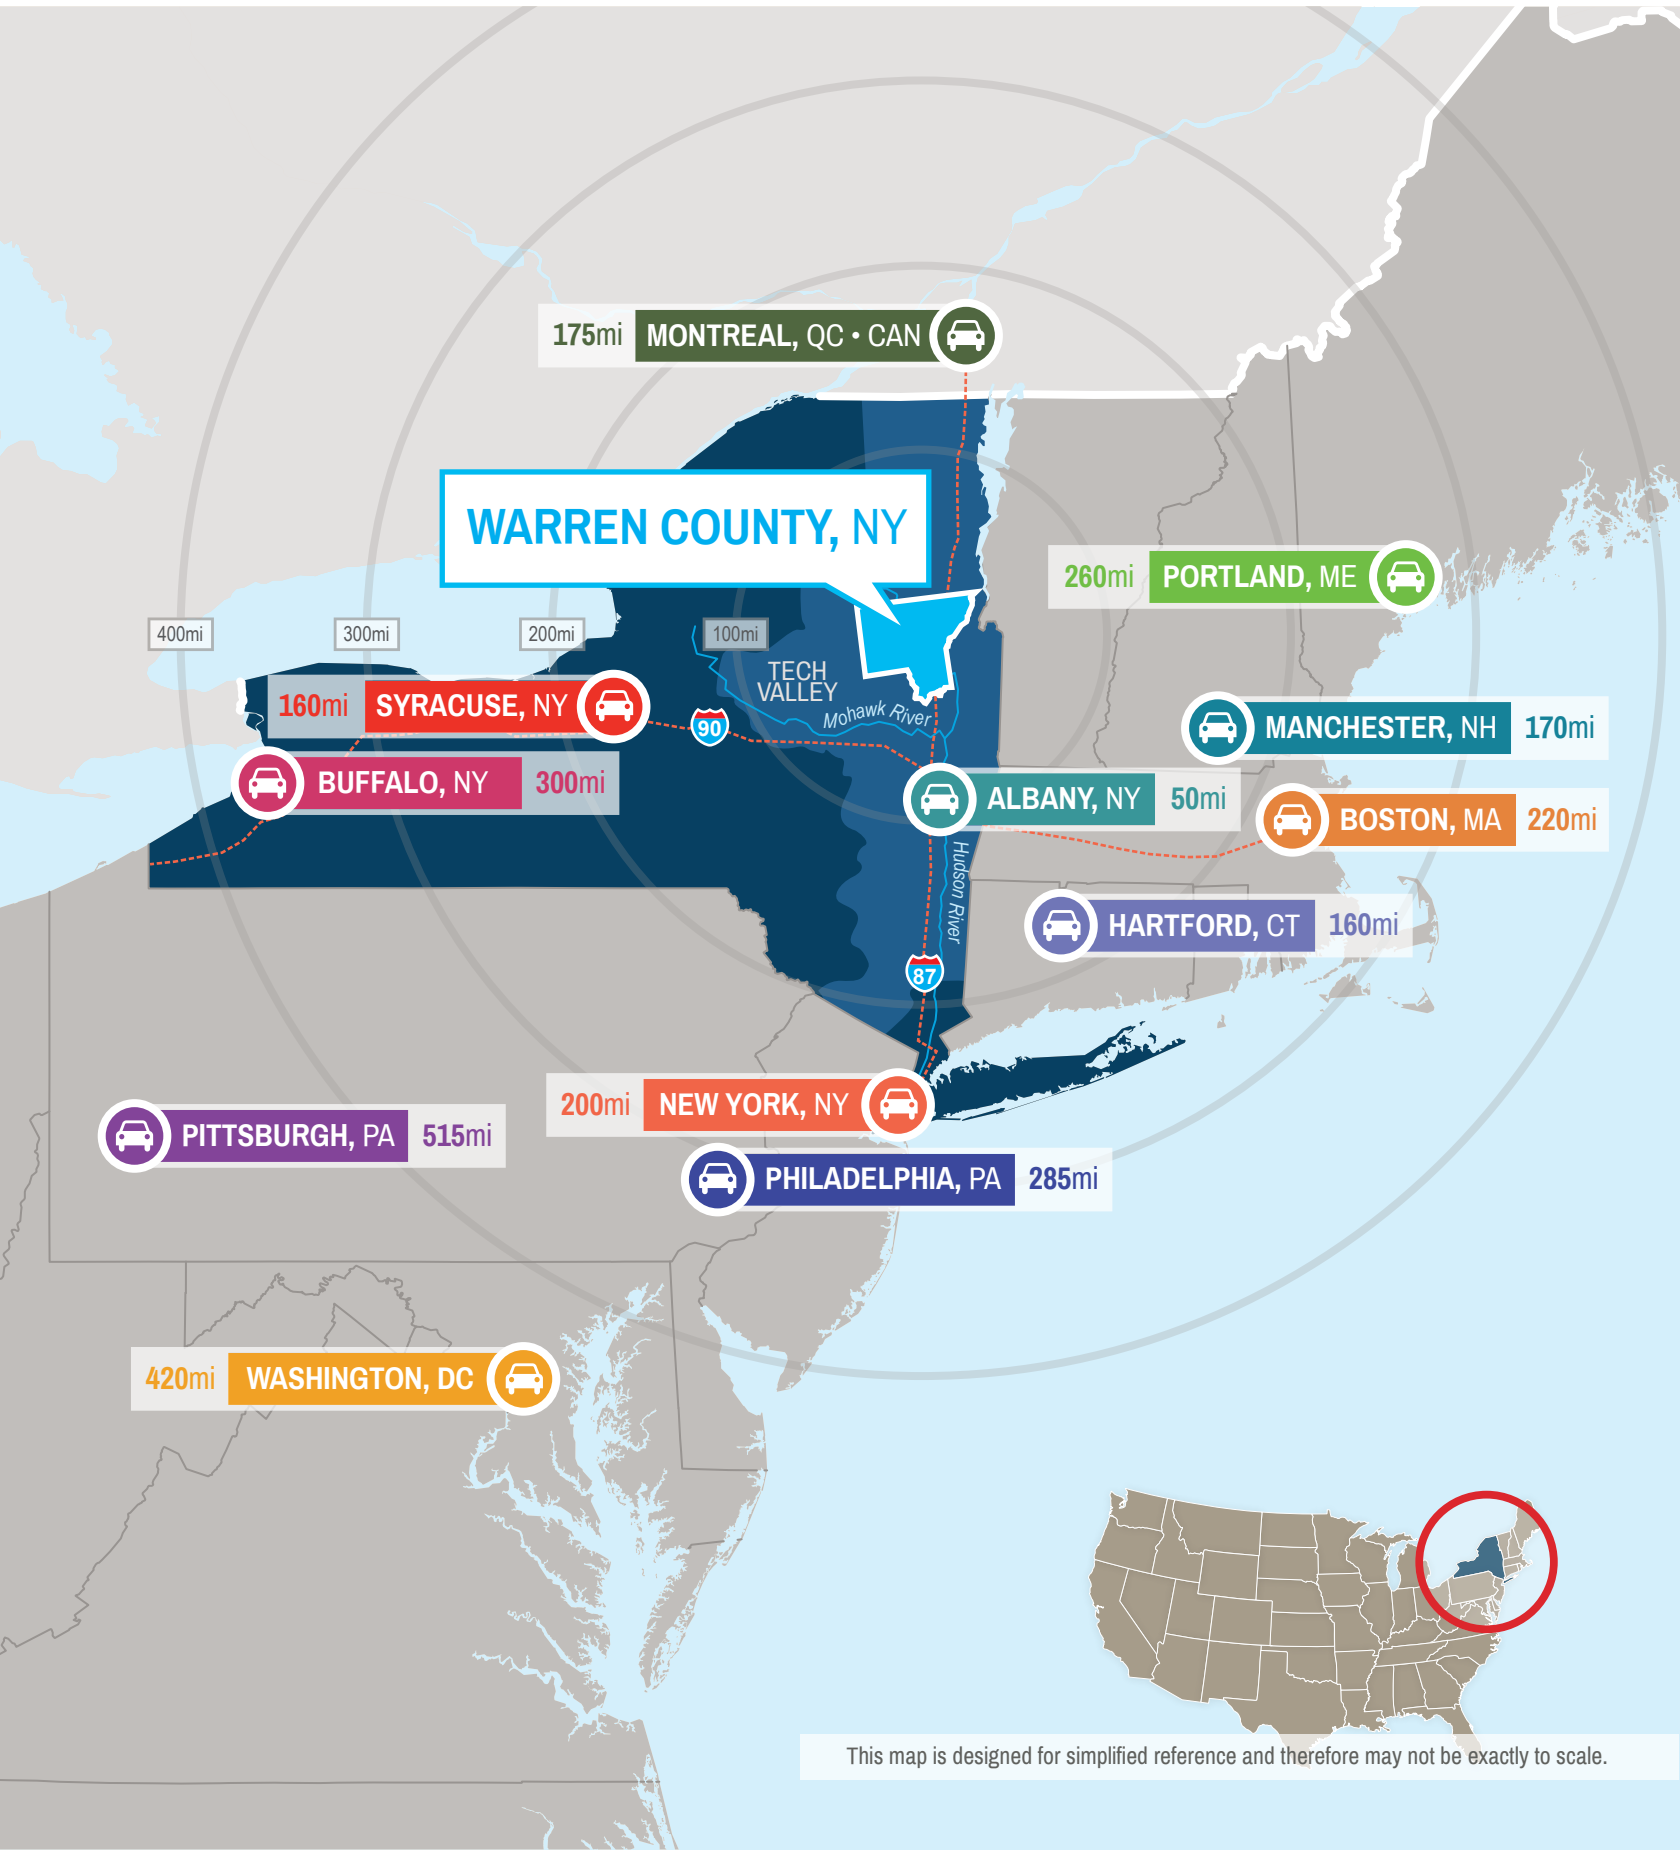 175mi MONTREAL, QC • CAN
WARREN COUNTY, NY
260mi PORTLAND, ME
400mi
300mi
200mi
100mi
TECH
VALLEY
Mohawk River
160mi SYRACUSE, NY
90
MANCHESTER, NH 170mi
BUFFALO, NY 300mi
ALBANY, NY 50mi
BOSTON, MA 220mi
Hudson River
HARTFORD, CT 160mi
87
200mi NEW YORK, NY
PITTSBURGH, PA 515mi
PHILADELPHIA, PA 285mi
420mi WASHINGTON, DC
This map is designed for simplified reference and therefore may not be exactly to scale.